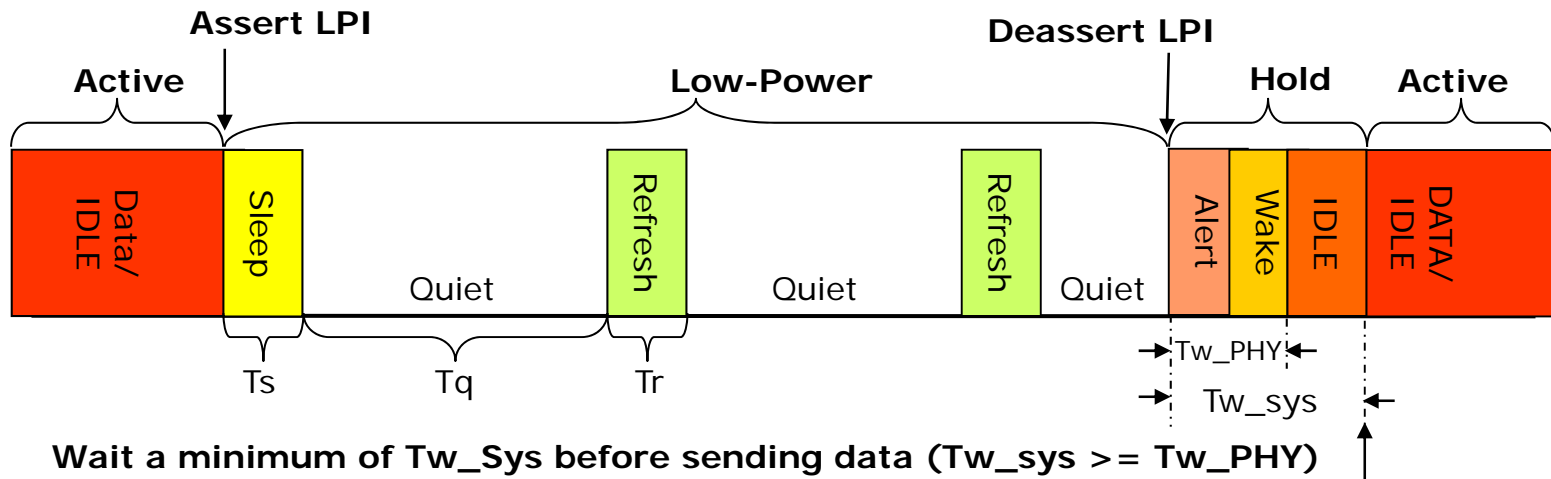 Assert LPI
Deassert LPI
Active
Low-Power
Hold
Active
Data/
IDLE
Sleep
Quiet
Refresh
Quiet
Refresh
Quiet
Alert
Wake
IDLE
DATA/
IDLE
Ts
Tq
Tr
Tw_PHY
Tw_sys
Wait a minimum of Tw_Sys before sending data (Tw_sys >= Tw_PHY)